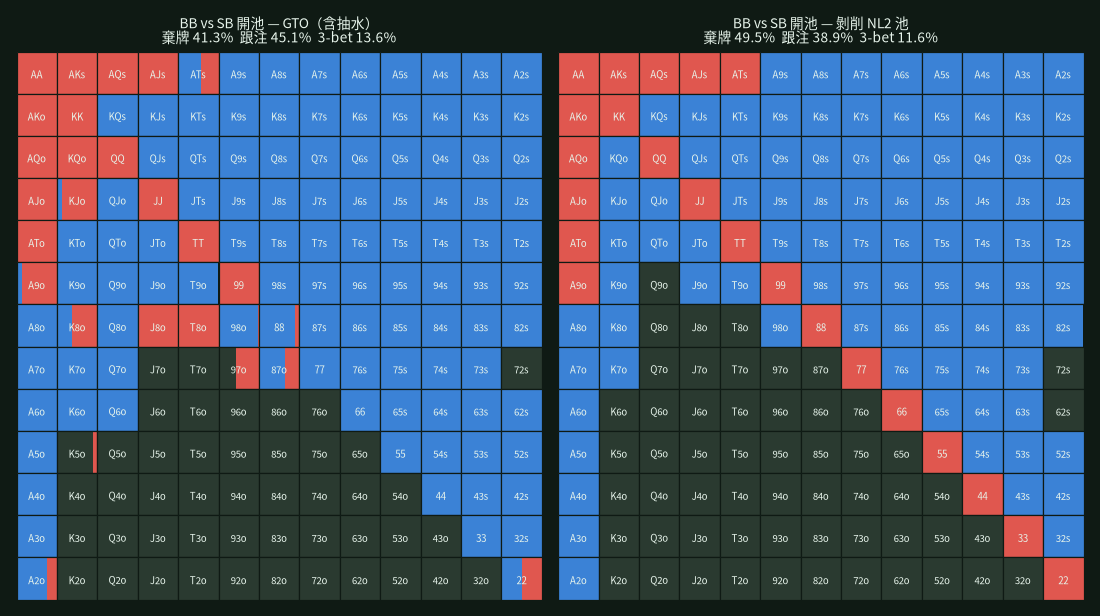 BB vs SB 開池 — GTO（含抽水）
棄牌 41.3% 跟注 45.1% 3-bet 13.6%
AA AKs AQs AJs ATs A9s A8s A7s A6s A5s A4s A3s A2s
AKo KK KQs KJs KTs K9s K8s K7s K6s K5s K4s K3s K2s
AQo KQo QQ QJs QTs Q9s Q8s Q7s Q6s Q5s Q4s Q3s Q2s
AJo KJo QJo JJ JTs J9s J8s J7s J6s J5s J4s J3s J2s
ATo KTo QTo JTo TT T9s T8s T7s T6s T5s T4s T3s T2s
A9o K9o Q9o J9o T9o 99 98s 97s 96s 95s 94s 93s 92s
A8o K8o Q8o J8o T8o 98o 88 87s 86s 85s 84s 83s 82s
A7o K7o Q7o J7o T7o 97o 87o 77 76s 75s 74s 73s 72s
A6o K6o Q6o J6o T6o 96o 86o 76o 66 65s 64s 63s 62s
A5o K5o Q5o J5o T5o 95o 85o 75o 65o 55 54s 53s 52s
A4o K4o Q4o J4o T4o 94o 84o 74o 64o 54o 44 43s 42s
A3o K3o Q3o J3o T3o 93o 83o 73o 63o 53o 43o 33 32s
A2o K2o Q2o J2o T2o 92o 82o 72o 62o 52o 42o 32o 22
BB vs SB 開池 — 剝削 NL2 池
棄牌 49.5% 跟注 38.9% 3-bet 11.6%
AA AKs AQs AJs ATs A9s A8s A7s A6s A5s A4s A3s A2s
AKo KK KQs KJs KTs K9s K8s K7s K6s K5s K4s K3s K2s
AQo KQo QQ QJs QTs Q9s Q8s Q7s Q6s Q5s Q4s Q3s Q2s
AJo KJo QJo JJ JTs J9s J8s J7s J6s J5s J4s J3s J2s
ATo KTo QTo JTo TT T9s T8s T7s T6s T5s T4s T3s T2s
A9o K9o Q9o J9o T9o 99 98s 97s 96s 95s 94s 93s 92s
A8o K8o Q8o J8o T8o 98o 88 87s 86s 85s 84s 83s 82s
A7o K7o Q7o J7o T7o 97o 87o 77 76s 75s 74s 73s 72s
A6o K6o Q6o J6o T6o 96o 86o 76o 66 65s 64s 63s 62s
A5o K5o Q5o J5o T5o 95o 85o 75o 65o 55 54s 53s 52s
A4o K4o Q4o J4o T4o 94o 84o 74o 64o 54o 44 43s 42s
A3o K3o Q3o J3o T3o 93o 83o 73o 63o 53o 43o 33 32s
A2o K2o Q2o J2o T2o 92o 82o 72o 62o 52o 42o 32o 22